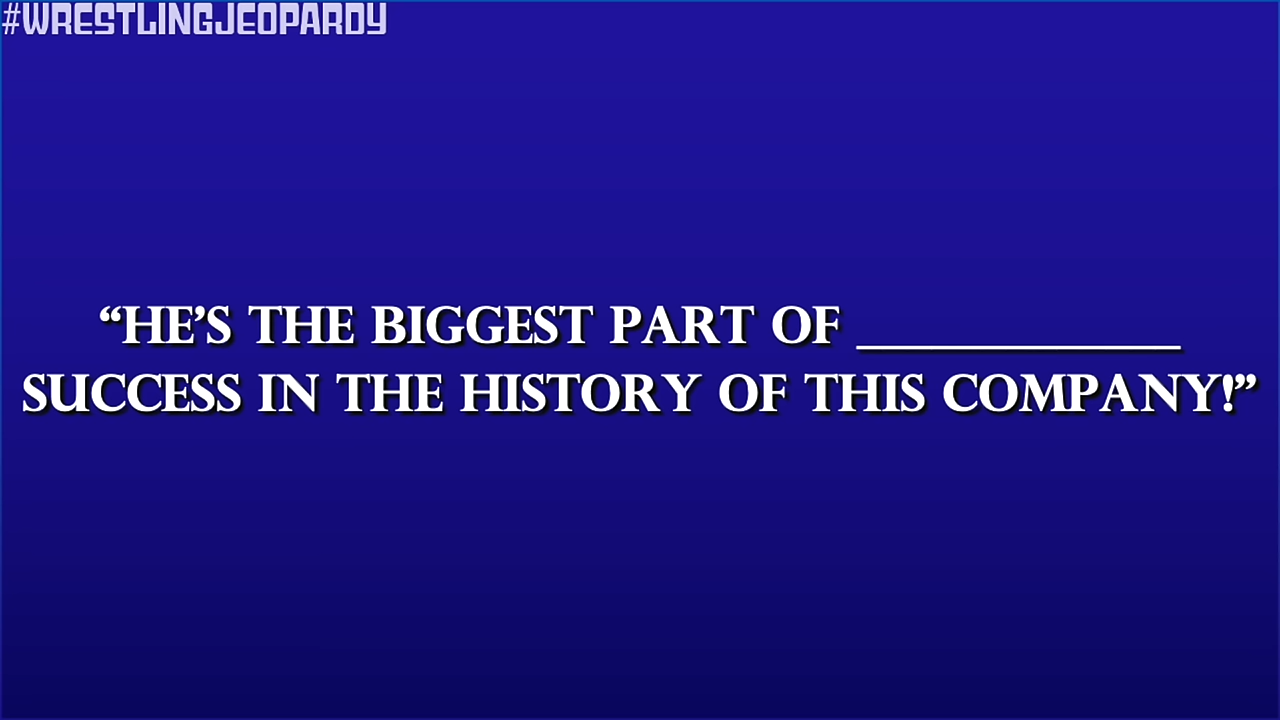 #WRESTLINGJEOPARDY
“HE’S THE BIGGEST PART OF ____________
SUCCESS IN THE HISTORY OF THIS COMPANY!”